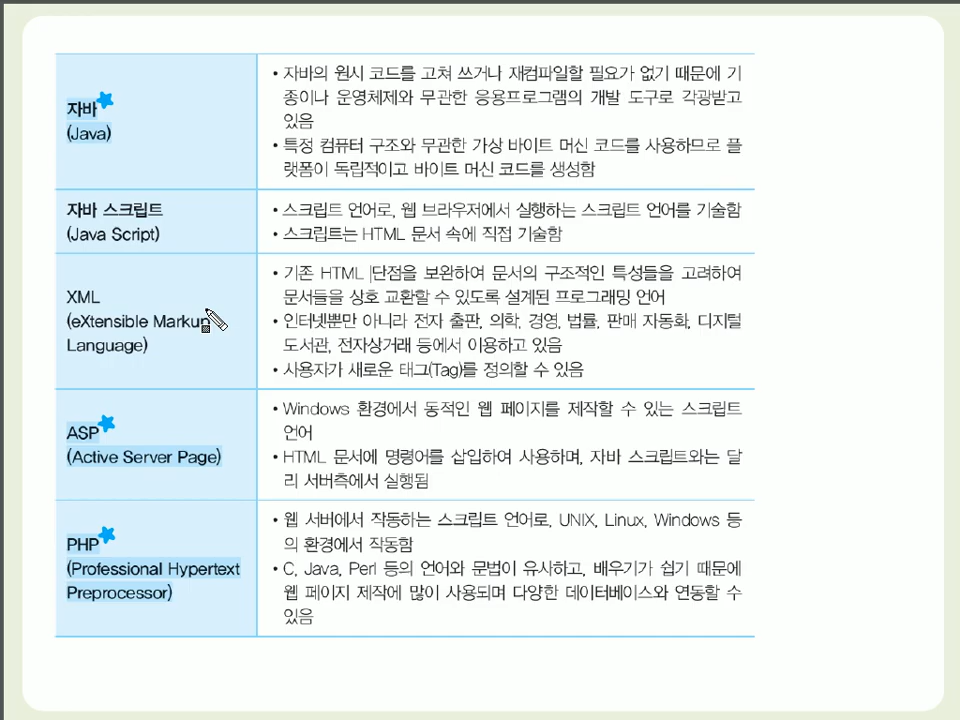 자바
(Java)
• 자바의 원시 코드를 고쳐 쓰거나 재컴파일할 필요가 없기 때문에 기
종이나 운영체제와 무관한 응용프로그램의 개발 도구로 각광받고
있음
• 특정 컴퓨터 구조와 무관한 가상 바이트 머신 코드를 사용하므로 플
랫폼이 독립적이고 바이트 머신 코드를 생성함
자바 스크립트
(Java Script)
• 스크립트 언어로, 웹 브라우저에서 실행하는 스크립트 언어를 기술함
• 스크립트는 HTML 문서 속에 직접 기술함
XML
(eXtensible Markup
Language)
• 기존 HTML 단점을 보완하여 문서의 구조적인 특성들을 고려하여
문서들을 상호 교환할 수 있도록 설계된 프로그래밍 언어
• 인터넷뿐만 아니라 전자 출판, 의학, 경영, 법률, 판매 자동화, 디지털
도서관, 전자상거래 등에서 이용하고 있음
• 사용자가 새로운 태그(Tag)를 정의할 수 있음
ASP
(Active Server Page)
• Windows 환경에서 동적인 웹 페이지를 제작할 수 있는 스크립트
언어
• HTML 문서에 명령어를 삽입하여 사용하며, 자바 스크립트와는 달
리 서버측에서 실행됨
PHP
(Professional Hypertext
Preprocessor)
• 웹 서버에서 작동하는 스크립트 언어로, UNIX, Linux, Windows 등
의 환경에서 작동함
• C, Java, Perl 등의 언어와 문법이 유사하고, 배우기가 쉽기 때문에
웹 페이지 제작에 많이 사용되며 다양한 데이터베이스와 연동할 수
있음